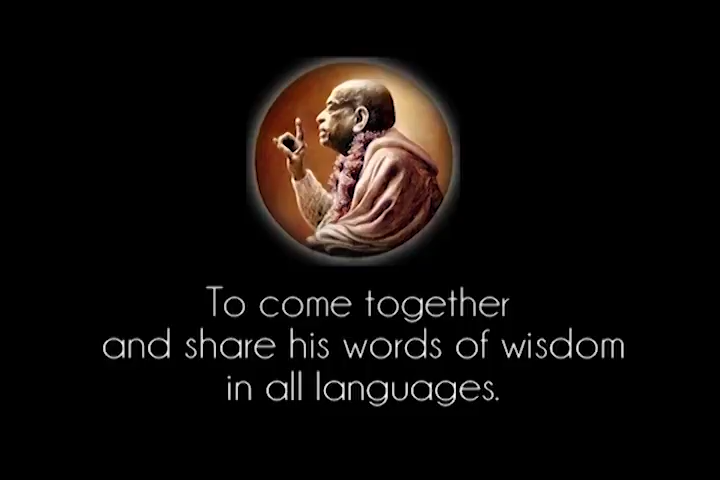 To come together
and share his words of wisdom
in all languages.